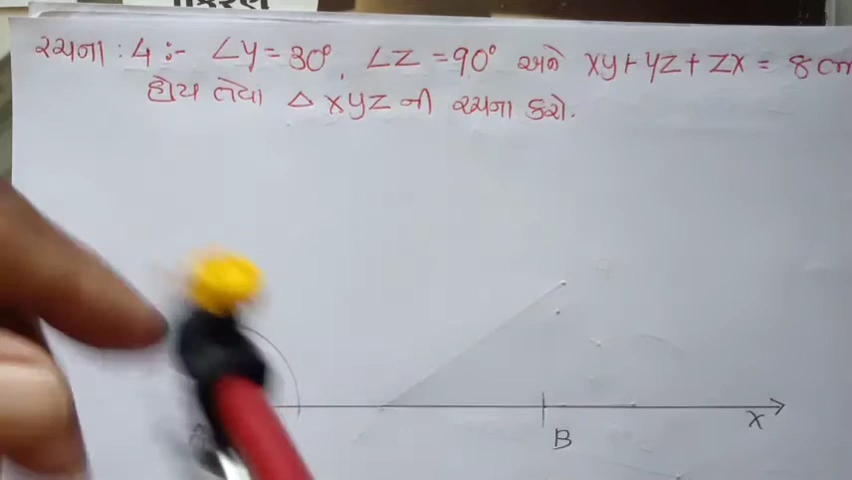 રચના : 4 :- ∠Y = 30°, ∠Z = 90° અને XY+YZ+ZX = 8 cm
હોય તેવા △ XYZ ની રચના કરો.
B
X